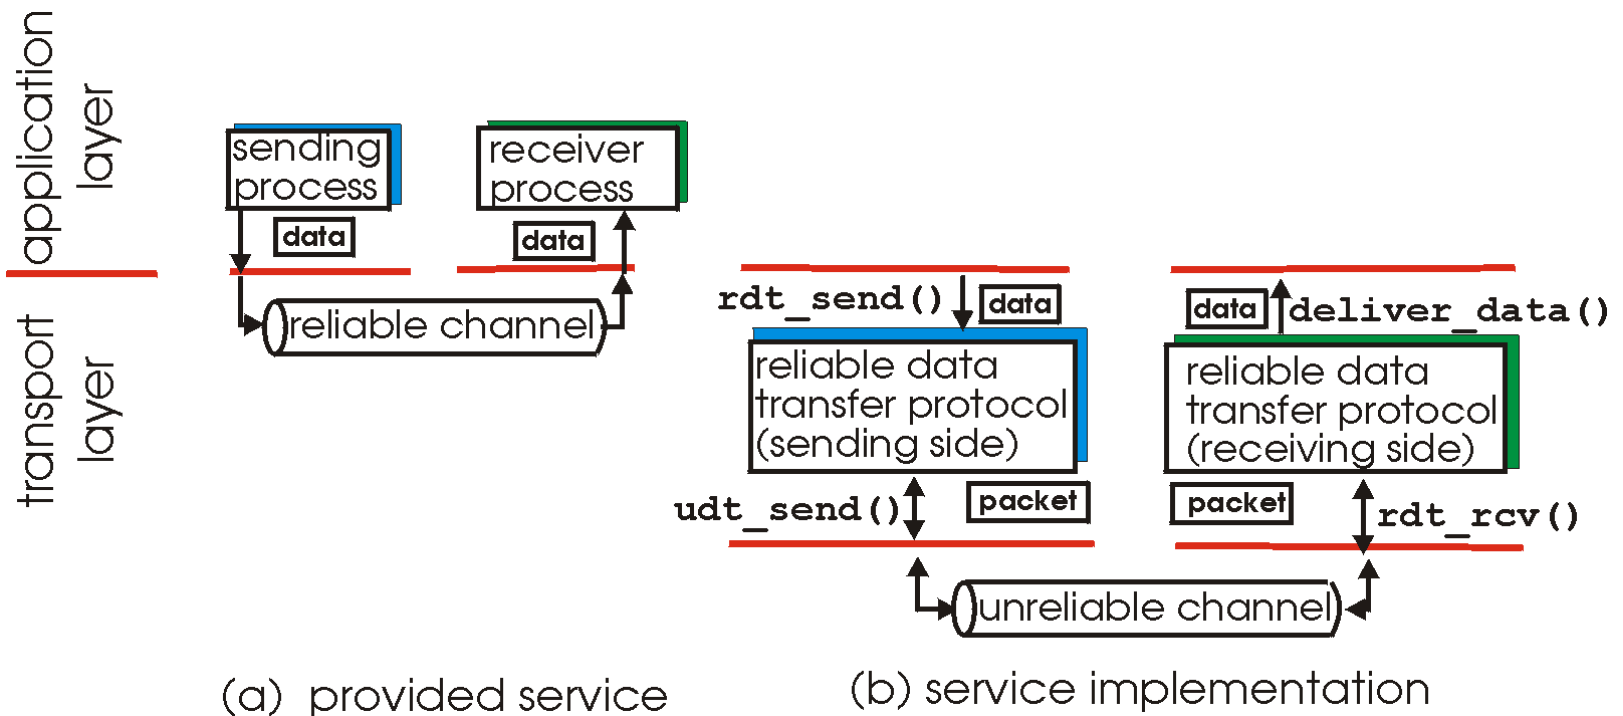 application
layer
transport
layer
sending
process
data
receiver
process
data
reliable channel
(a) provided service
rdt_send()
data
reliable data
transfer protocol
(sending side)
udt_send()
packet
data
deliver_data()
reliable data
transfer protocol
(receiving side)
packet
rdt_rcv()
unreliable channel
(b) service implementation